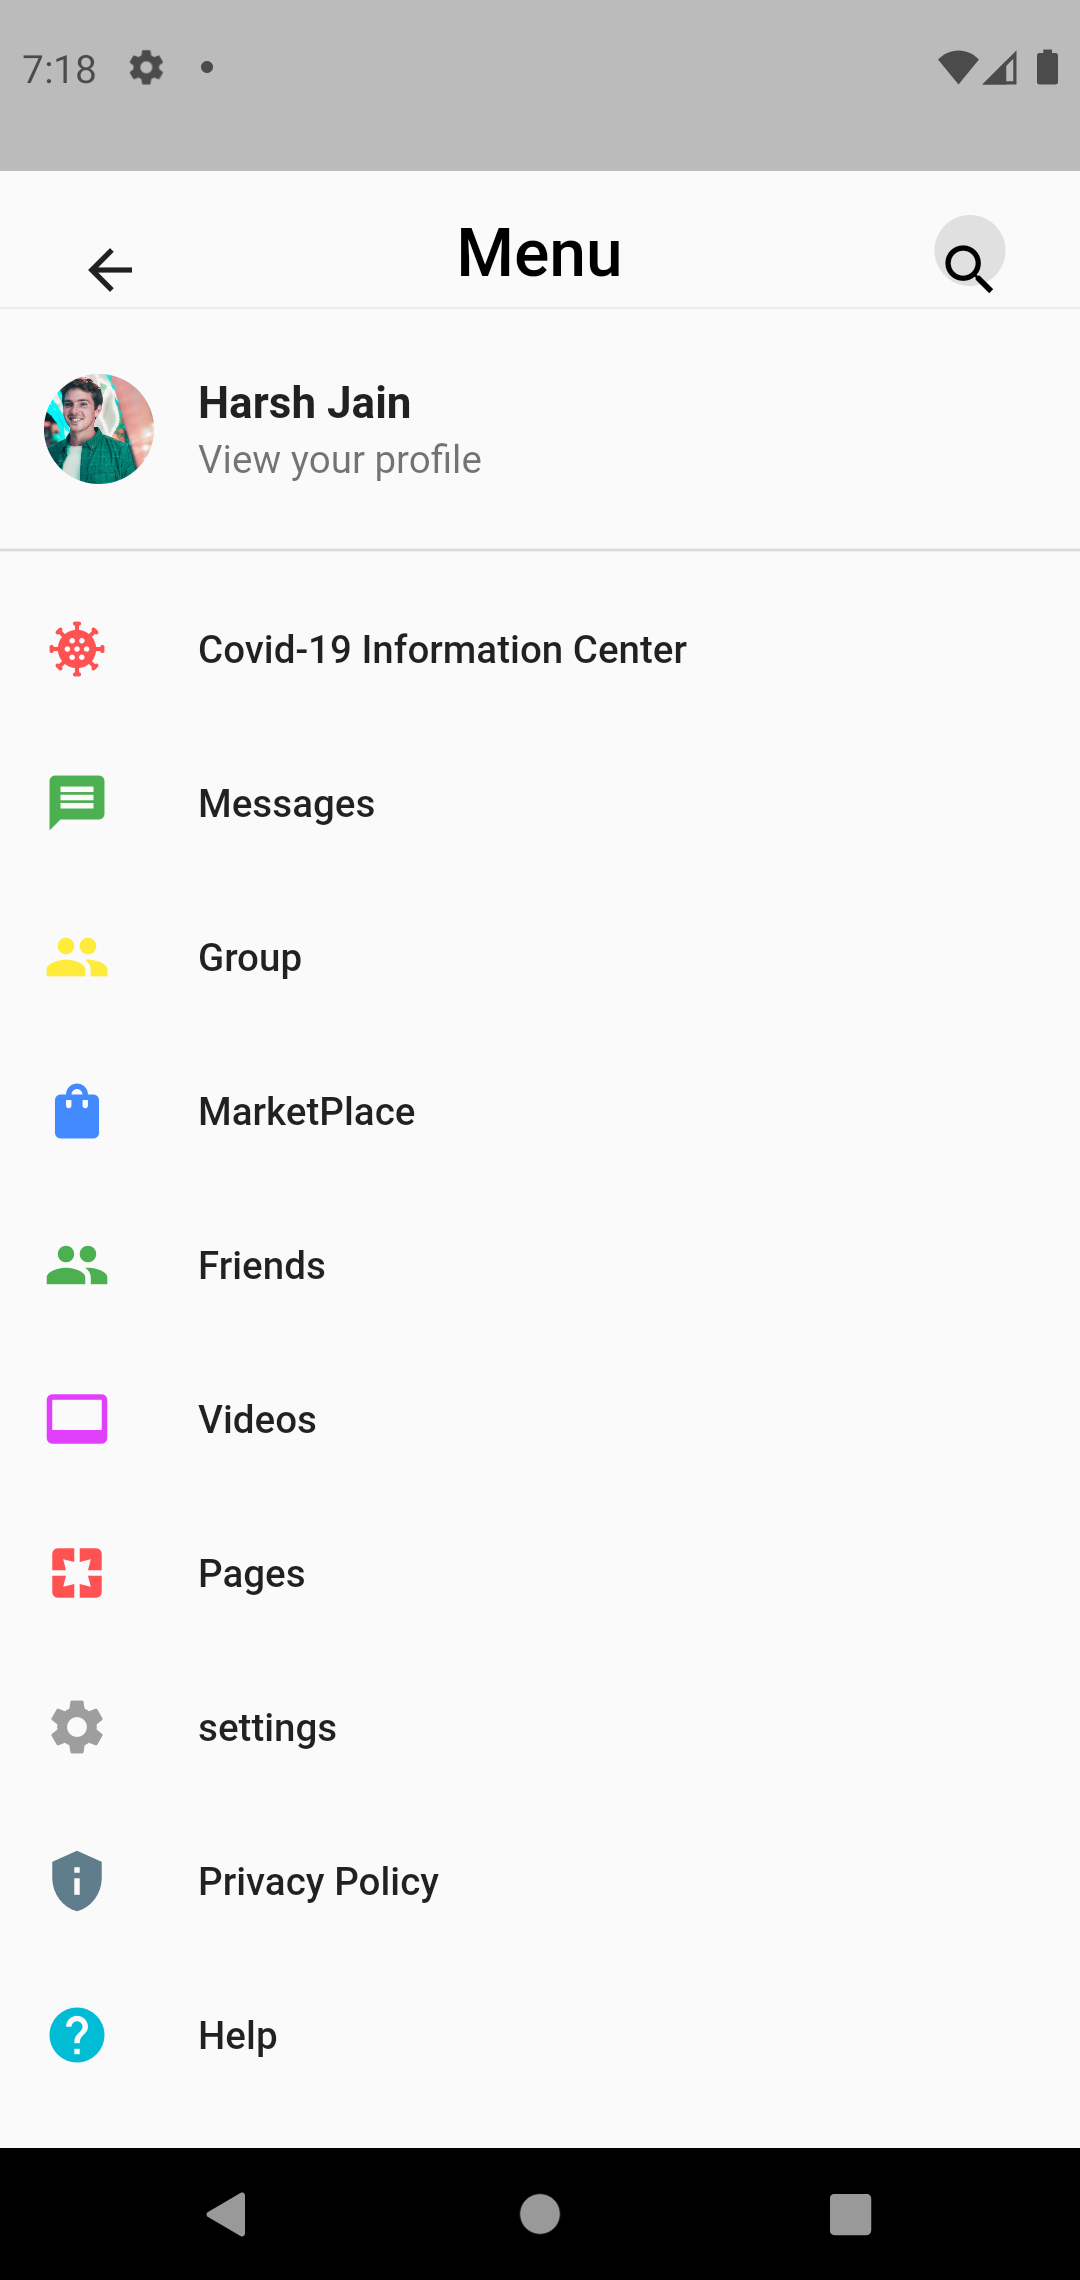 7:18
Menu
Harsh Jain
View your profile
Covid-19 Information Center
Messages
Group
MarketPlace
Friends
Videos
Pages
settings
Privacy Policy
Help